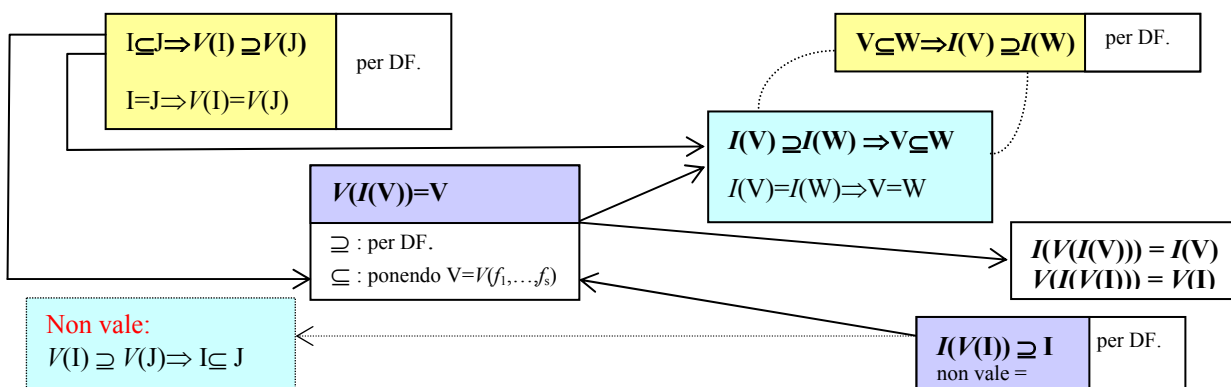 I⊆J⇒V(I) ⊇V(J)
I=J⇒V(I)=V(J)
per DF.
V⊆W⇒I(V) ⊇I(W)
per DF.
I(V) ⊇I(W) ⇒V⊆W
I(V)=I(W)⇒V=W
V(I(V))=V
⊇ : per DF.
⊆ : ponendo V=V(f₁,…,fₛ)
I(V(I(V))) = I(V)
V(I(V(I))) = V(I)
Non vale:
V(I) ⊇ V(J)⇒ I⊆ J
I(V(I)) ⊇ I
non vale =
per DF.